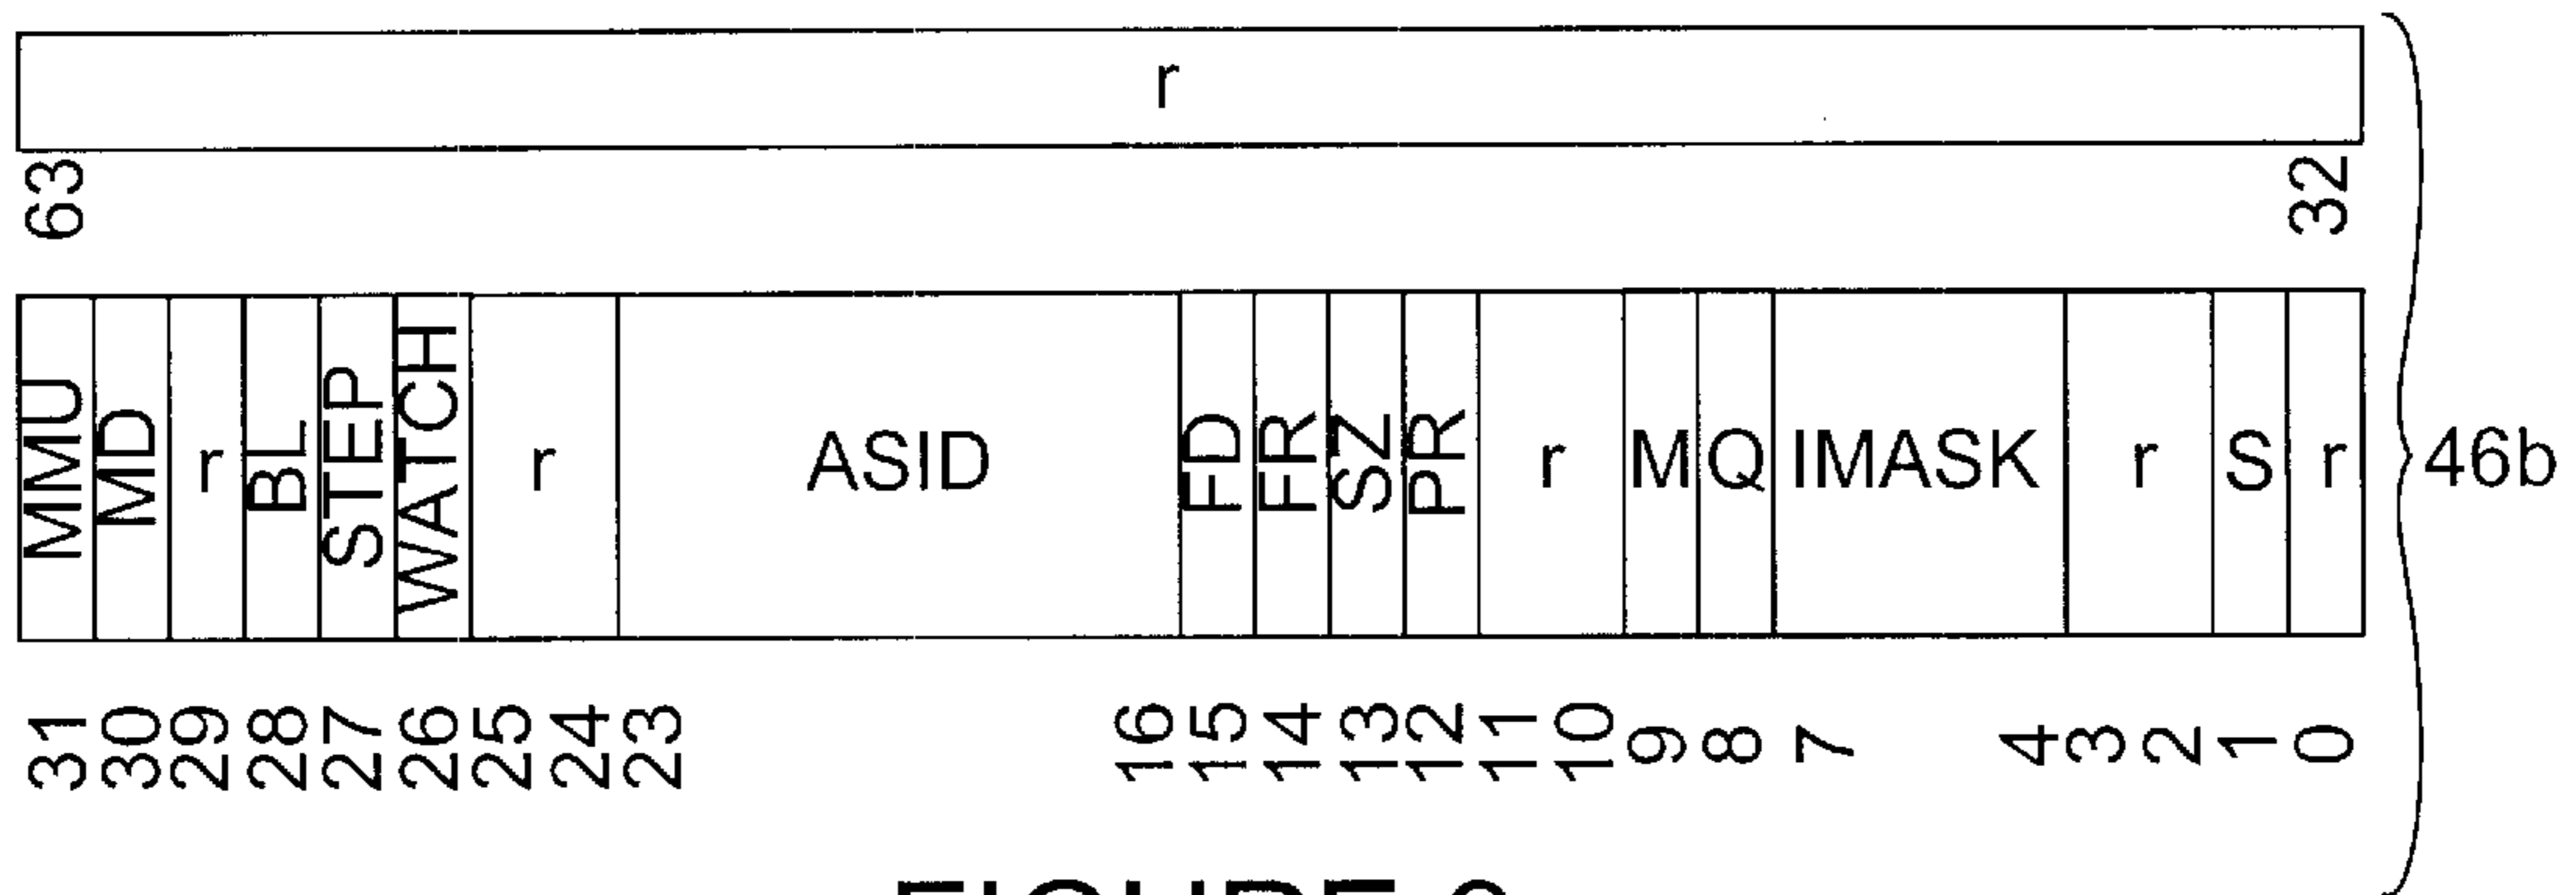 r
63 32
MMU MD r BL STEP WATCH r ASID FD FR SZ PR r M Q IMASK r S r
46b
31 30 29 28 27 26 25 24 23 16 15 14 13 12 11 10 9 8 7 4 3 2 1 0